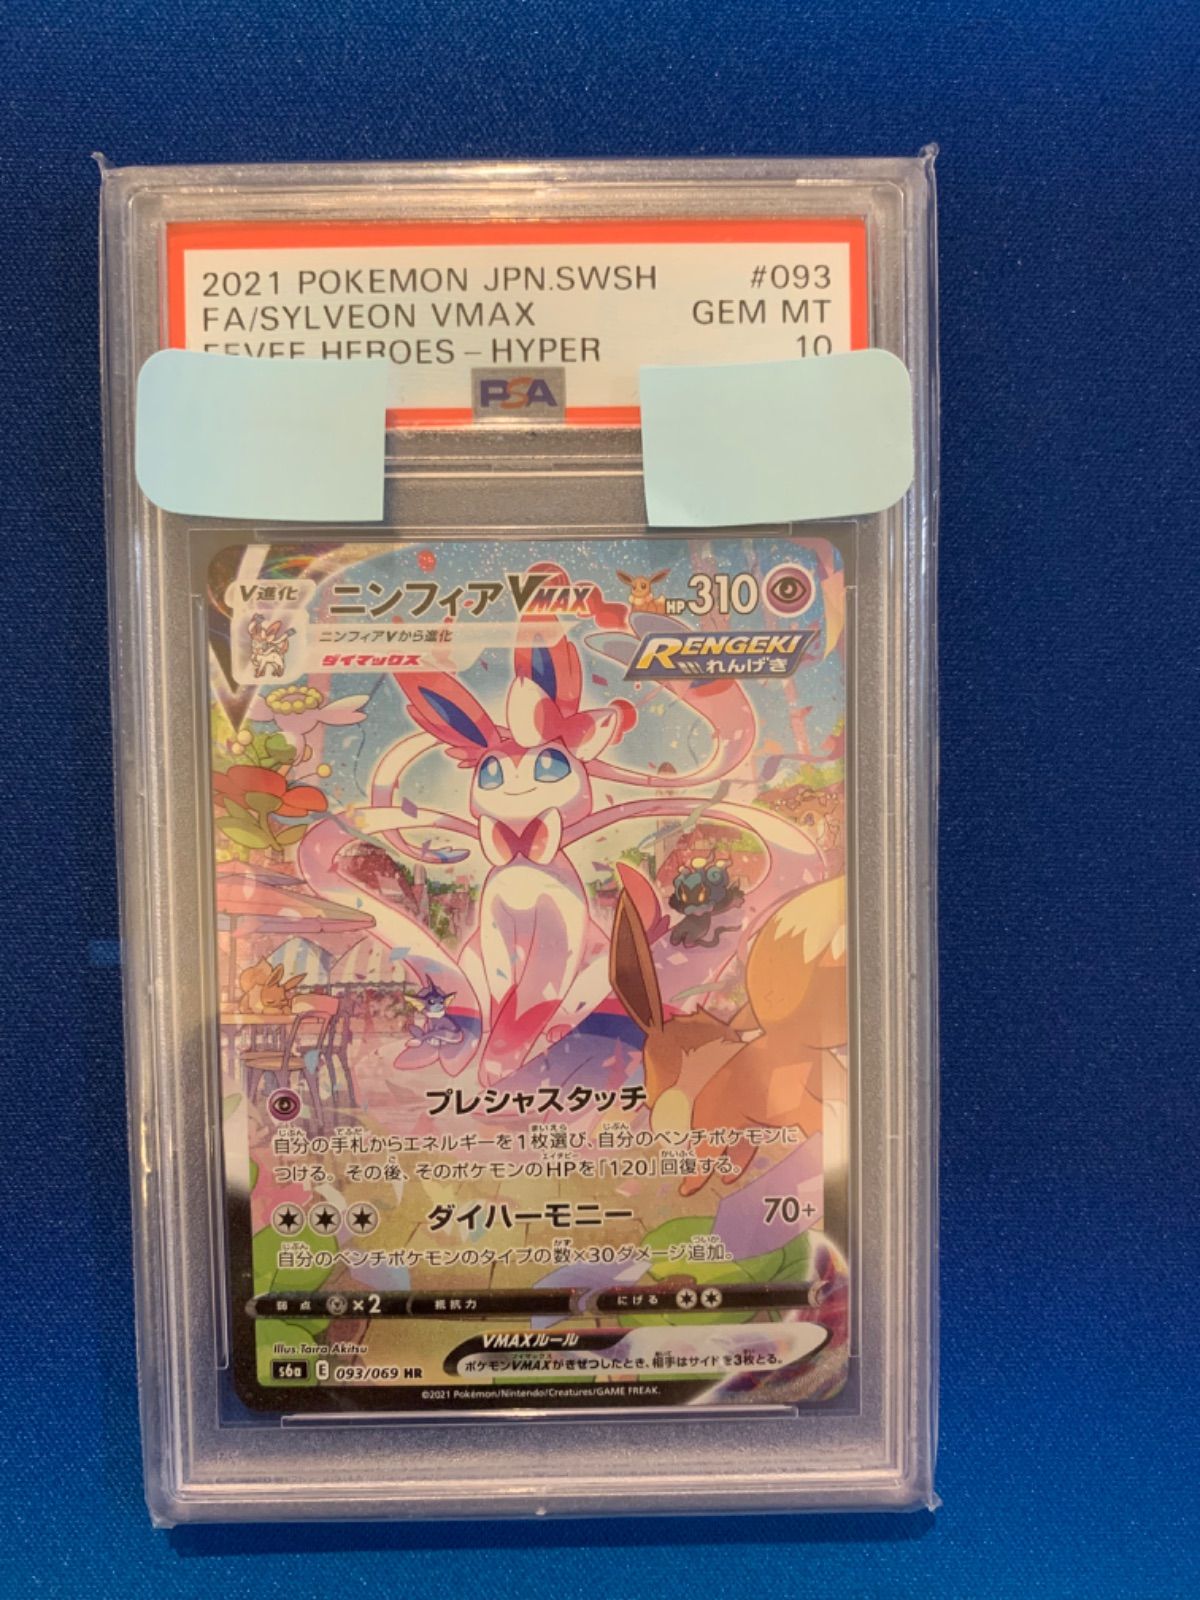 2021 POKEMON JPN.SWSH #093
FA/SYLVEON VMAX GEM MT
EEVEE HEROES-HYPER 10
PSA
V進化
ニンフィアVMAX HP310
ニンフィアVから進化
ダイマックス
RENGEKI
れんげき
プレシャスタッチ
自分の手札からエネルギーを1枚選び、自分のベンチポケモンに
つける。その後、そのポケモンのHPを「120」回復する。
ダイハーモニー 70+
自分のベンチポケモンのタイプの数×30ダメージ追加。
弱点 ×2 抵抗力 にげる
Illus. Taira Akitsu
VMAXルール
ポケモンVMAXがきぜつしたとき、相手はサイドを3枚とる。
s6a E 093/069 HR
©2021 Pokémon/Nintendo/Creatures/GAME FREAK.